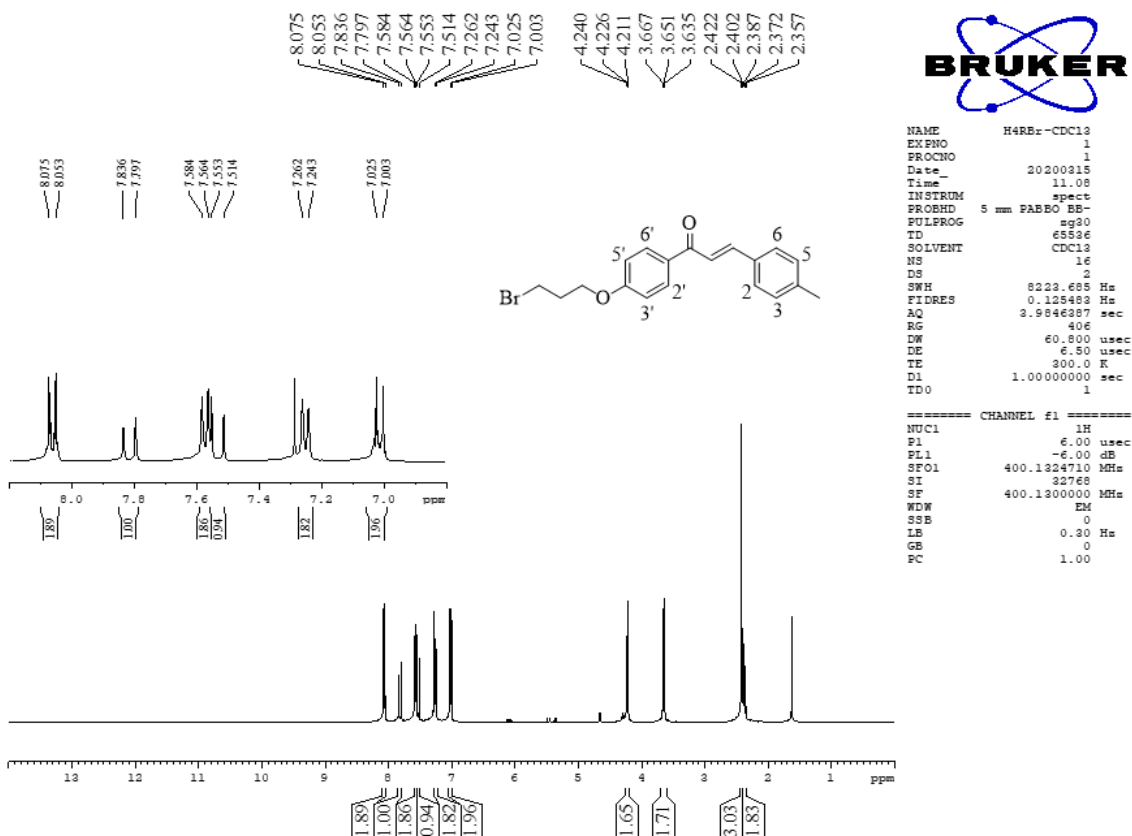 8.075 8.053 7.836 7.797 7.584 7.564 7.553 7.514 7.262 7.243 7.025 7.003 4.240 4.226 4.211 3.667 3.651 3.635 2.422 2.402 2.387 2.372 2.357
BRUKER
NAME H4RBr-CDCl3
EXPNO 1
PROCNO 1
Date_ 20200315
Time 11.08
INSTRUM spect
PROBHD 5 mm PABBO BB-
PULPROG zg30
TD 65536
SOLVENT CDCl3
NS 16
DS 2
SWH 8223.685 Hz
FIDRES 0.125483 Hz
AQ 3.9846387 sec
RG 406
DW 60.800 usec
DE 6.50 usec
TE 300.0 K
D1 1.00000000 sec
TD0 1
======== CHANNEL f1 ========
NUC1 1H
P1 6.00 usec
PL1 -6.00 dB
SFO1 400.1324710 MHz
SI 32768
SF 400.1300000 MHz
WDW EM
SSB 0
LB 0.30 Hz
GB 0
PC 1.00
8.075 8.053 7.836 7.797 7.584 7.564 7.553 7.514 7.262 7.243 7.025 7.003
O
6' 6
5' 5
Br O 2' 2
3' 3
8.0 7.8 7.6 7.4 7.2 7.0 ppm
1.89 1.00 1.86 0.94 1.82 1.96
13 12 11 10 9 8 7 6 5 4 3 2 1 ppm
1.89 1.00 1.86 0.94 1.82 1.96 1.65 1.71 3.03 1.83